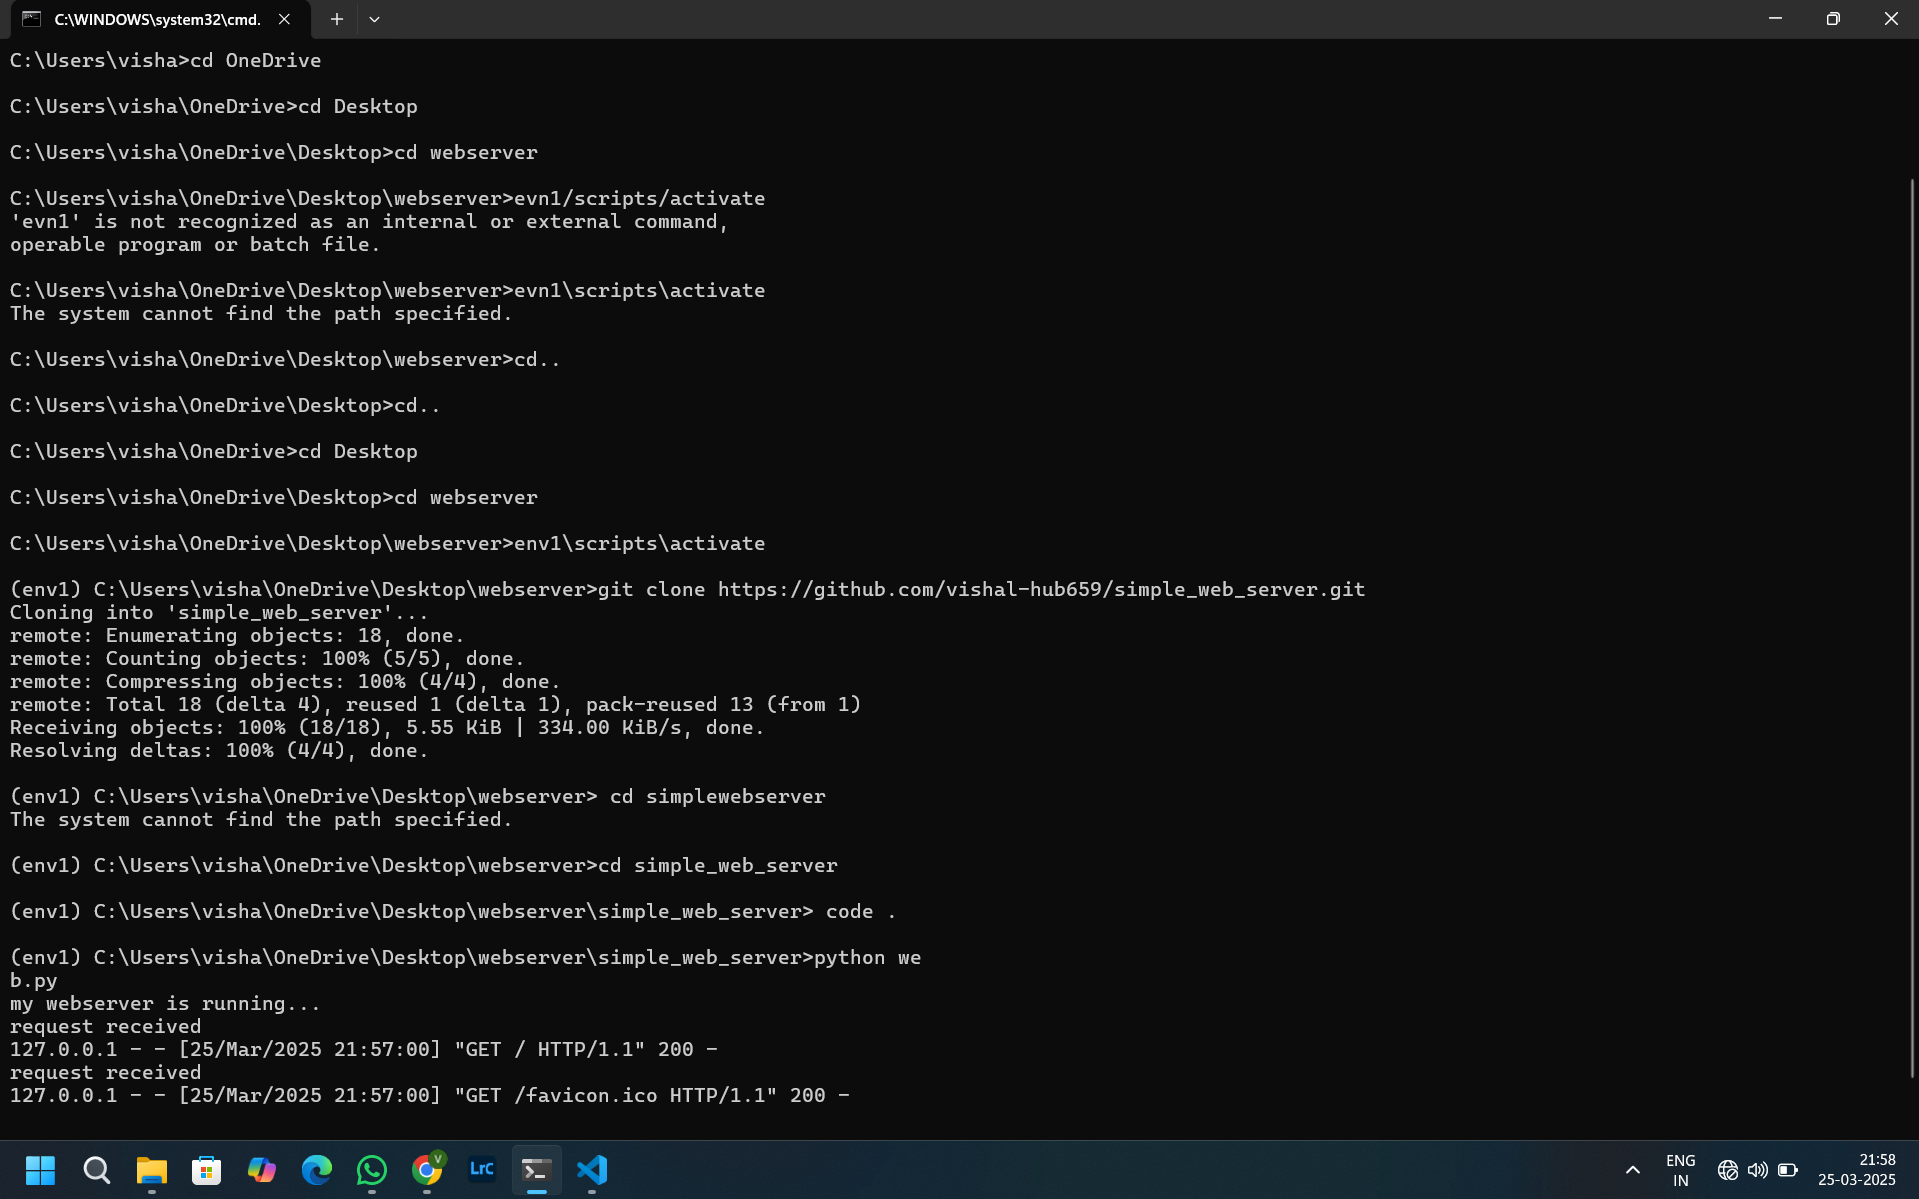 C:\WINDOWS\system32\cmd.
C:\Users\visha>cd OneDrive
C:\Users\visha\OneDrive>cd Desktop
C:\Users\visha\OneDrive\Desktop>cd webserver
C:\Users\visha\OneDrive\Desktop\webserver>evn1/scripts/activate
'evn1' is not recognized as an internal or external command,
operable program or batch file.
C:\Users\visha\OneDrive\Desktop\webserver>evn1\scripts\activate
The system cannot find the path specified.
C:\Users\visha\OneDrive\Desktop\webserver>cd..
C:\Users\visha\OneDrive\Desktop>cd..
C:\Users\visha\OneDrive>cd Desktop
C:\Users\visha\OneDrive\Desktop>cd webserver
C:\Users\visha\OneDrive\Desktop\webserver>env1\scripts\activate
(env1) C:\Users\visha\OneDrive\Desktop\webserver>git clone https://github.com/vishal-hub659/simple_web_server.git
Cloning into 'simple_web_server'...
remote: Enumerating objects: 18, done.
remote: Counting objects: 100% (5/5), done.
remote: Compressing objects: 100% (4/4), done.
remote: Total 18 (delta 4), reused 1 (delta 1), pack-reused 13 (from 1)
Receiving objects: 100% (18/18), 5.55 KiB | 334.00 KiB/s, done.
Resolving deltas: 100% (4/4), done.
(env1) C:\Users\visha\OneDrive\Desktop\webserver> cd simplewebserver
The system cannot find the path specified.
(env1) C:\Users\visha\OneDrive\Desktop\webserver>cd simple_web_server
(env1) C:\Users\visha\OneDrive\Desktop\webserver\simple_web_server> code .
(env1) C:\Users\visha\OneDrive\Desktop\webserver\simple_web_server>python we
b.py
my webserver is running...
request received
127.0.0.1 - - [25/Mar/2025 21:57:00] "GET / HTTP/1.1" 200 -
request received
127.0.0.1 - - [25/Mar/2025 21:57:00] "GET /favicon.ico HTTP/1.1" 200 -
V
LrC
ENG
IN
21:58
25-03-2025